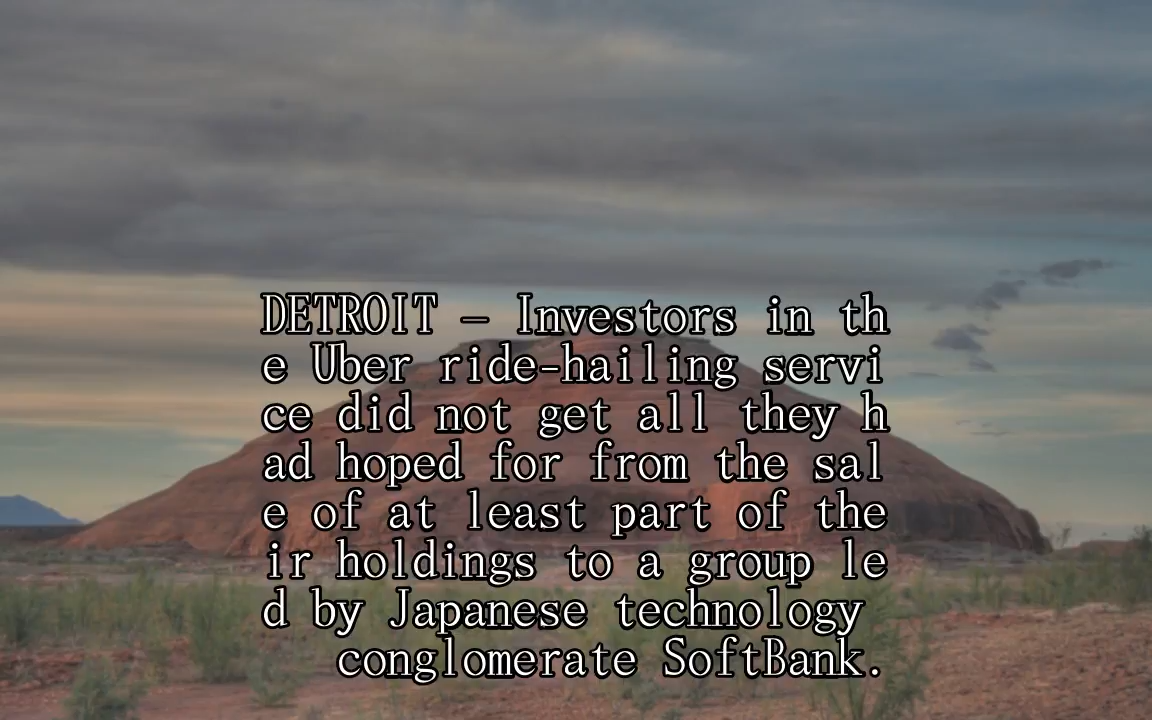 DETROIT — Investors in th
e Uber ride-hailing servi
ce did not get all they h
ad hoped for from the sal
e of at least part of the
ir holdings to a group le
d by Japanese technology
conglomerate SoftBank.